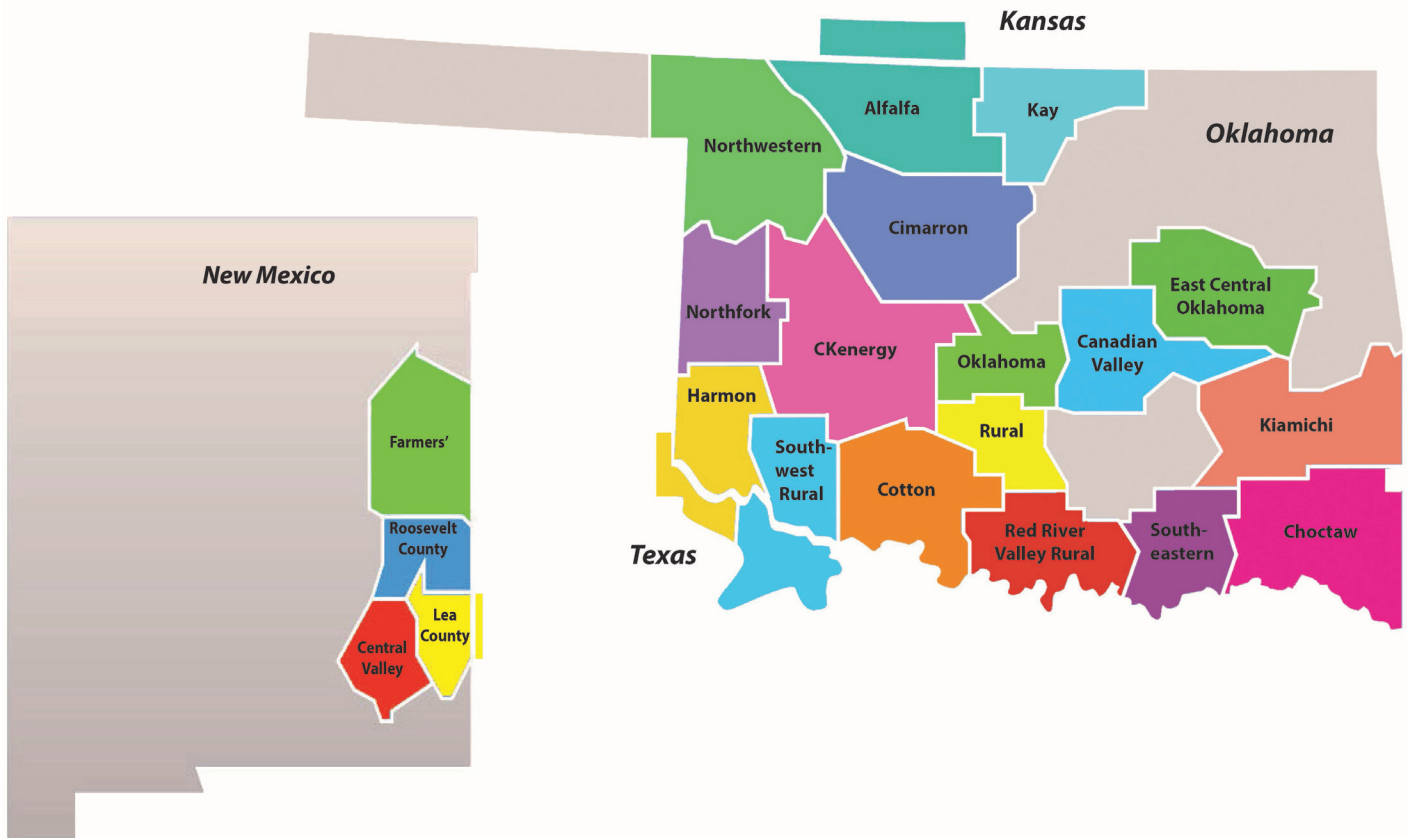 Kansas
Alfalfa
Kay
Oklahoma
Northwestern
Cimarron
New Mexico
East Central
Oklahoma
Northfork
CKenergy
Oklahoma
Canadian
Valley
Harmon
Rural
Kiamichi
Farmers'
South-
west
Rural
Cotton
Roosevelt
County
Texas
Red River
Valley Rural
South-
eastern
Choctaw
Lea
County
Central
Valley